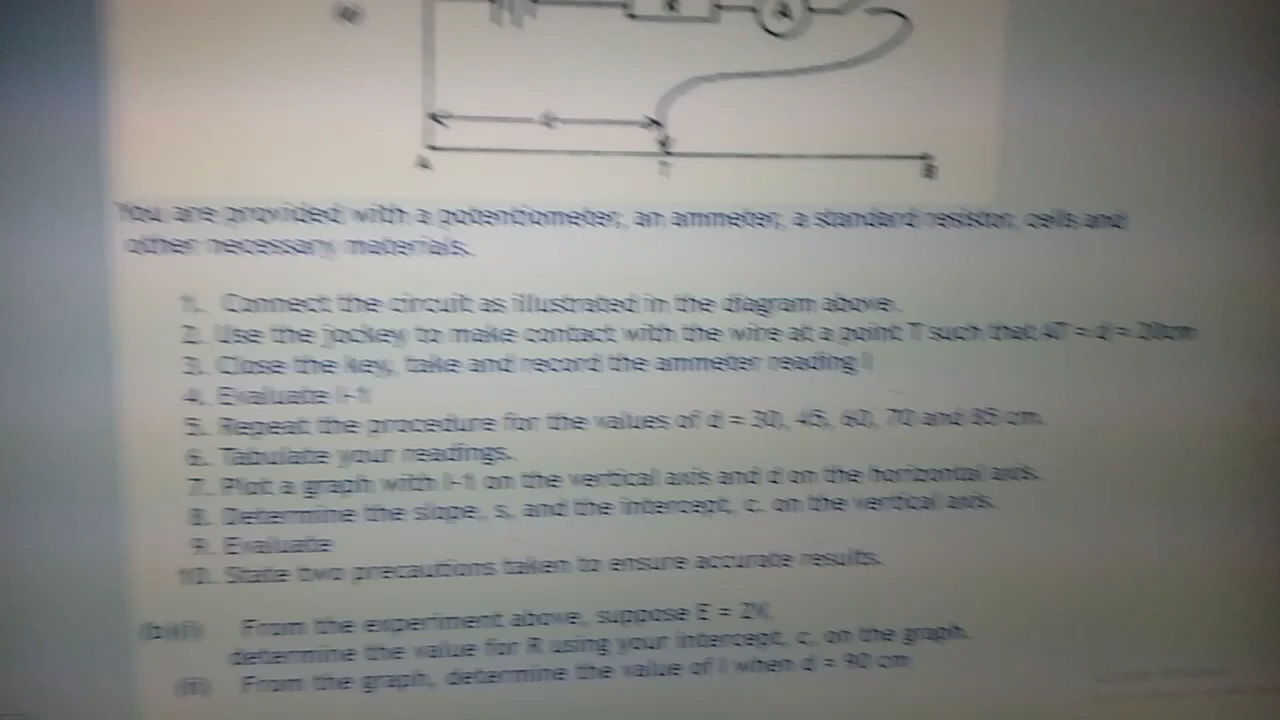 (a)
R
A
d
A T B
You are provided with a potentiometer, an ammeter, a standard resistor, cells and
other necessary materials.
1. Connect the circuit as illustrated in the diagram above.
2. Use the jockey to make contact with the wire at a point T such that AT = d = 20cm
3. Close the key, take and record the ammeter reading I
4. Evaluate I-1
5. Repeat the procedure for the values of d = 30, 45, 60, 70 and 85 cm.
6. Tabulate your readings.
7. Plot a graph with I-1 on the vertical axis and d on the horizontal axis.
8. Determine the slope, s, and the intercept, c, on the vertical axis.
9. Evaluate
10. State two precautions taken to ensure accurate results.
(b)(i) From the experiment above, suppose E = 2V,
determine the value for R using your intercept, c, on the graph.
(ii) From the graph, determine the value of I when d = 90 cm